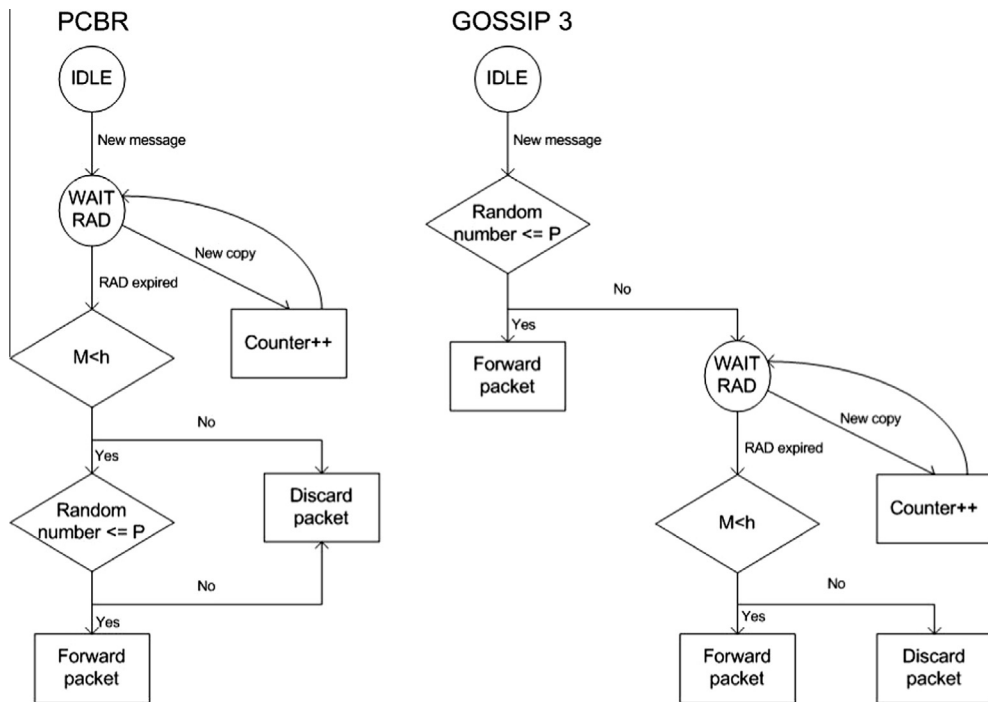 PCBR
IDLE
New message
WAIT
RAD
New copy
RAD expired
Counter++
M<h
No
Yes
Random
number <= P
Discard
packet
No
Yes
Forward
packet
GOSSIP 3
IDLE
New message
Random
number <= P
No
Yes
Forward
packet
WAIT
RAD
New copy
RAD expired
Counter++
M<h
No
Yes
Forward
packet
Discard
packet